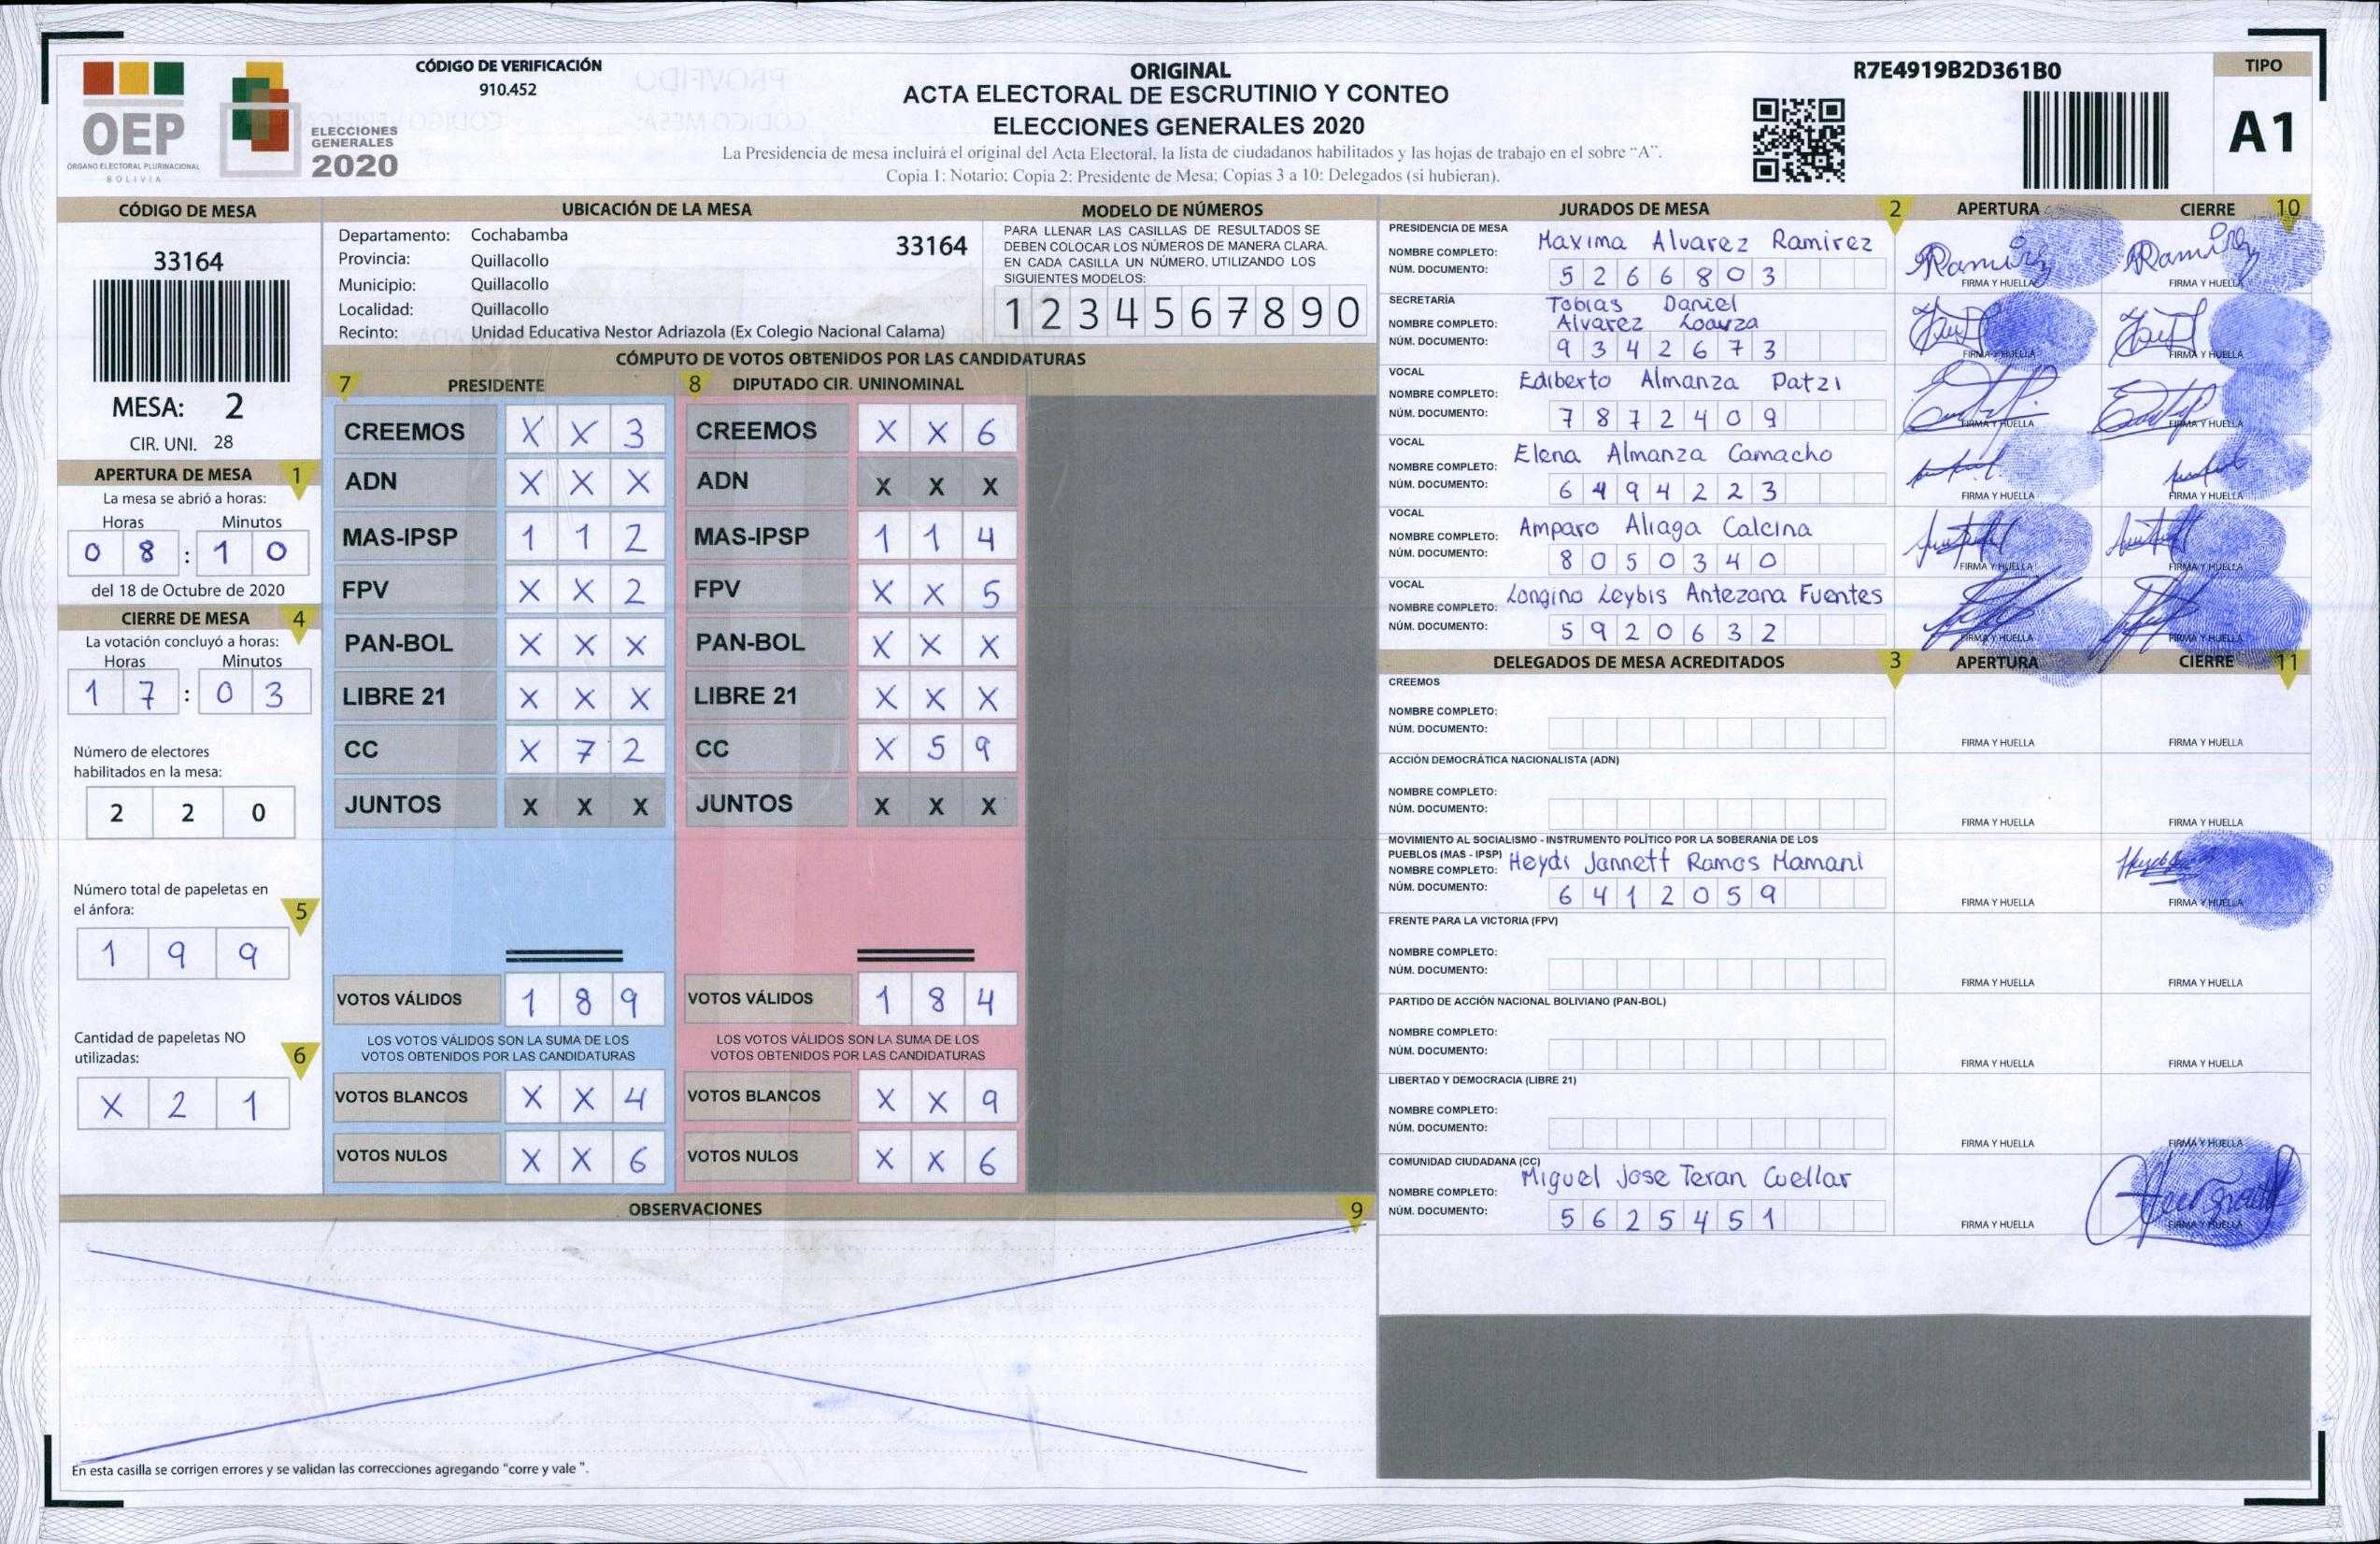 CÓDIGO DE VERIFICACIÓN
910.452
OEP
ÓRGANO ELECTORAL PLURINACIONAL
BOLIVIA
ELECCIONES
GENERALES
2020
ORIGINAL
ACTA ELECTORAL DE ESCRUTINIO Y CONTEO
ELECCIONES GENERALES 2020
La Presidencia de mesa incluirá el original del Acta Electoral, la lista de ciudadanos habilitados y las hojas de trabajo en el sobre “A”.
Copia 1: Notario; Copia 2: Presidente de Mesa; Copias 3 a 10: Delegados (si hubieran).
R7E4919B2D361B0
TIPO
A1
CÓDIGO DE MESA
33164
MESA: 2
CIR. UNI. 28
APERTURA DE MESA 1
La mesa se abrió a horas:
Horas Minutos
0 8 : 1 0
del 18 de Octubre de 2020
CIERRE DE MESA 4
La votación concluyó a horas:
Horas Minutos
1 7 : 0 3
Número de electores
habilitados en la mesa:
2 2 0
Número total de papeletas en
el ánfora: 5
1 9 9
Cantidad de papeletas NO
utilizadas: 6
X 2 1
UBICACIÓN DE LA MESA
Departamento: Cochabamba 33164
Provincia: Quillacollo
Municipio: Quillacollo
Localidad: Quillacollo
Recinto: Unidad Educativa Nestor Adriazola (Ex Colegio Nacional Calama)
MODELO DE NÚMEROS
PARA LLENAR LAS CASILLAS DE RESULTADOS SE
DEBEN COLOCAR LOS NÚMEROS DE MANERA CLARA.
EN CADA CASILLA UN NÚMERO, UTILIZANDO LOS
SIGUIENTES MODELOS:
1 2 3 4 5 6 7 8 9 0
CÓMPUTO DE VOTOS OBTENIDOS POR LAS CANDIDATURAS
7 PRESIDENTE 8 DIPUTADO CIR. UNINOMINAL
CREEMOS X X 3 CREEMOS X X 6
ADN X X X ADN X X X
MAS-IPSP 1 1 2 MAS-IPSP 1 1 4
FPV X X 2 FPV X X 5
PAN-BOL X X X PAN-BOL X X X
LIBRE 21 X X X LIBRE 21 X X X
CC X 7 2 CC X 5 9
JUNTOS X X X JUNTOS X X X
VOTOS VÁLIDOS 1 8 9 VOTOS VÁLIDOS 1 8 4
LOS VOTOS VÁLIDOS SON LA SUMA DE LOS LOS VOTOS VÁLIDOS SON LA SUMA DE LOS
VOTOS OBTENIDOS POR LAS CANDIDATURAS VOTOS OBTENIDOS POR LAS CANDIDATURAS
VOTOS BLANCOS X X 4 VOTOS BLANCOS X X 9
VOTOS NULOS X X 6 VOTOS NULOS X X 6
OBSERVACIONES 9
En esta casilla se corrigen errores y se validan las correcciones agregando "corre y vale ".
JURADOS DE MESA 2 APERTURA CIERRE 10
PRESIDENCIA DE MESA
NOMBRE COMPLETO: Maxima Alvarez Ramirez
NÚM. DOCUMENTO: 5 2 6 6 8 0 3
FIRMA Y HUELLA FIRMA Y HUELLA
SECRETARÍA Tobias Daniel
NOMBRE COMPLETO: Alvarez Loayza
NÚM. DOCUMENTO: 9 3 4 2 6 7 3
FIRMA Y HUELLA FIRMA Y HUELLA
VOCAL
NOMBRE COMPLETO: Ediberto Almanza Patzi
NÚM. DOCUMENTO: 7 8 7 2 4 0 9
FIRMA Y HUELLA FIRMA Y HUELLA
VOCAL
NOMBRE COMPLETO: Elena Almanza Camacho
NÚM. DOCUMENTO: 6 4 9 4 2 2 3
FIRMA Y HUELLA FIRMA Y HUELLA
VOCAL
NOMBRE COMPLETO: Amparo Aliaga Calcina
NÚM. DOCUMENTO: 8 0 5 0 3 4 0
FIRMA Y HUELLA FIRMA Y HUELLA
VOCAL
NOMBRE COMPLETO: Longino Leybis Antezana Fuentes
NÚM. DOCUMENTO: 5 9 2 0 6 3 2
FIRMA Y HUELLA FIRMA Y HUELLA
DELEGADOS DE MESA ACREDITADOS 3 APERTURA CIERRE 11
CREEMOS
NOMBRE COMPLETO:
NÚM. DOCUMENTO:
FIRMA Y HUELLA FIRMA Y HUELLA
ACCIÓN DEMOCRÁTICA NACIONALISTA (ADN)
NOMBRE COMPLETO:
NÚM. DOCUMENTO:
FIRMA Y HUELLA FIRMA Y HUELLA
MOVIMIENTO AL SOCIALISMO - INSTRUMENTO POLÍTICO POR LA SOBERANIA DE LOS
PUEBLOS (MAS - IPSP)
NOMBRE COMPLETO: Heydi Jannett Ramos Mamani
NÚM. DOCUMENTO: 6 4 1 2 0 5 9
FIRMA Y HUELLA FIRMA Y HUELLA
FRENTE PARA LA VICTORIA (FPV)
NOMBRE COMPLETO:
NÚM. DOCUMENTO:
FIRMA Y HUELLA FIRMA Y HUELLA
PARTIDO DE ACCIÓN NACIONAL BOLIVIANO (PAN-BOL)
NOMBRE COMPLETO:
NÚM. DOCUMENTO:
FIRMA Y HUELLA FIRMA Y HUELLA
LIBERTAD Y DEMOCRACIA (LIBRE 21)
NOMBRE COMPLETO:
NÚM. DOCUMENTO:
FIRMA Y HUELLA FIRMA Y HUELLA
COMUNIDAD CIUDADANA (CC)
NOMBRE COMPLETO: Miguel Jose Teran Cuellar
NÚM. DOCUMENTO: 5 6 2 5 4 5 1
FIRMA Y HUELLA FIRMA Y HUELLA